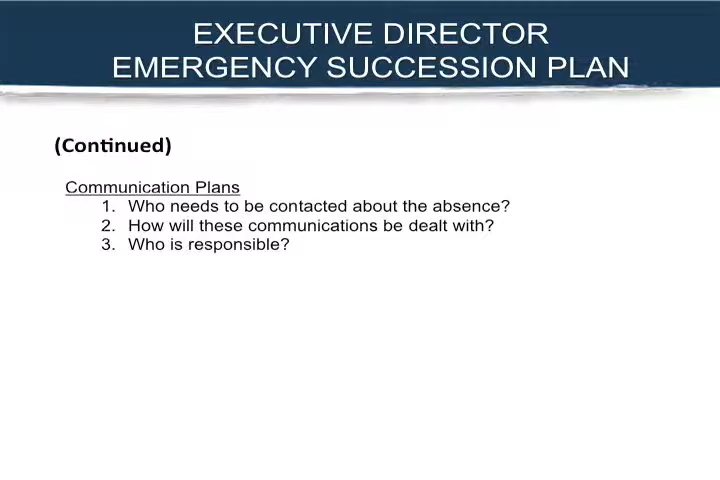 EXECUTIVE DIRECTOR
EMERGENCY SUCCESSION PLAN
(Continued)
Communication Plans
1. Who needs to be contacted about the absence?
2. How will these communications be dealt with?
3. Who is responsible?